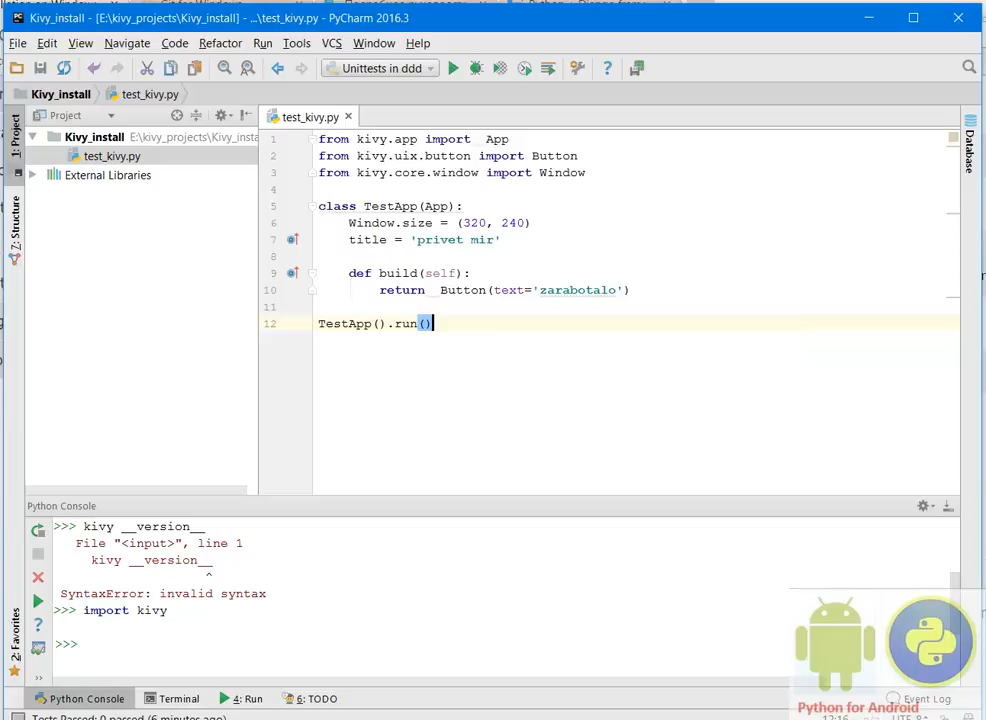 Kivy_install - [E:\kivy_projects\Kivy_install] - ...\test_kivy.py - PyCharm 2016.3
File Edit View Navigate Code Refactor Run Tools VCS Window Help
Unittests in ddd
Kivy_install test_kivy.py
Project
test_kivy.py
1: Project
Z: Structure
2: Favorites
Database
Kivy_install E:\kivy_projects\Kivy_insta
test_kivy.py
External Libraries
1 from kivy.app import App
2 from kivy.uix.button import Button
3 from kivy.core.window import Window
4
5 class TestApp(App):
6 Window.size = (320, 240)
7 title = 'privet mir'
8
9 def build(self):
10 return Button(text='zarabotalo')
11
12 TestApp().run()
Python Console
>>> kivy __version__
File "<input>", line 1
kivy __version__
^
SyntaxError: invalid syntax
>>> import kivy
>>>
Python Console Terminal 4: Run 6: TODO Event Log
Python for Android
Tests Passed: 0 passed (6 minutes ago)
12:16 UTF-8